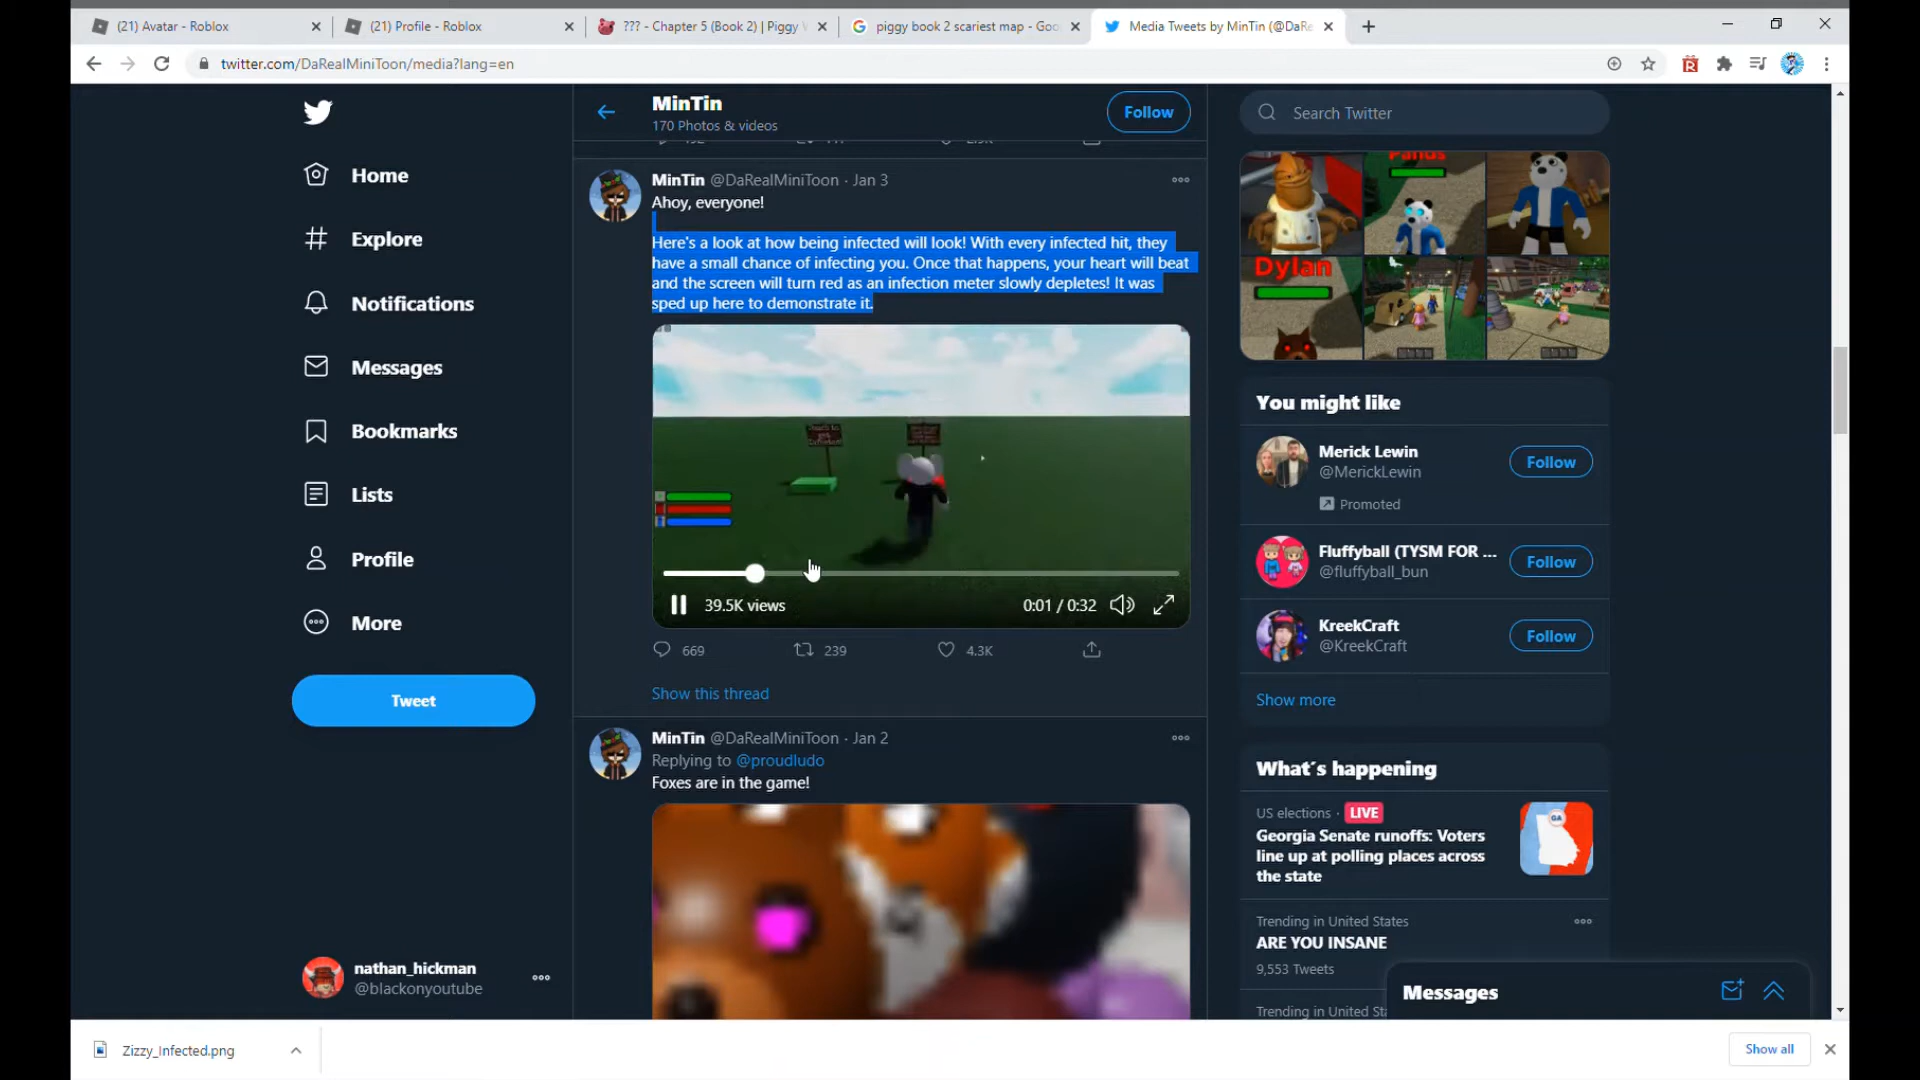 (21) Avatar - Roblox
(21) Profile - Roblox
??? - Chapter 5 (Book 2) | Piggy
piggy book 2 scariest map - Goo
Media Tweets by MinTin (@DaRe
twitter.com/DaRealMiniToon/media?lang=en
Home
Explore
Notifications
Messages
Bookmarks
Lists
Profile
More
Tweet
nathan_hickman
@blackonyoutube
MinTin
170 Photos & videos
Follow
MinTin @DaRealMiniToon · Jan 3
Ahoy, everyone!
Here's a look at how being infected will look! With every infected hit, they
have a small chance of infecting you. Once that happens, your heart will beat
and the screen will turn red as an infection meter slowly depletes! It was
sped up here to demonstrate it.
39.5K views
0:01 / 0:32
669
239
4.3K
Show this thread
MinTin @DaRealMiniToon · Jan 2
Replying to @proudludo
Foxes are in the game!
Search Twitter
Dylan
You might like
Merick Lewin
@MerickLewin
Promoted
Follow
Fluffyball (TYSM FOR ...
@fluffyball_bun
Follow
KreekCraft
@KreekCraft
Follow
Show more
What's happening
US elections · LIVE
Georgia Senate runoffs: Voters
line up at polling places across
the state
GA
Trending in United States
ARE YOU INSANE
9,553 Tweets
Trending in United Sta
Messages
Zizzy_Infected.png
Show all